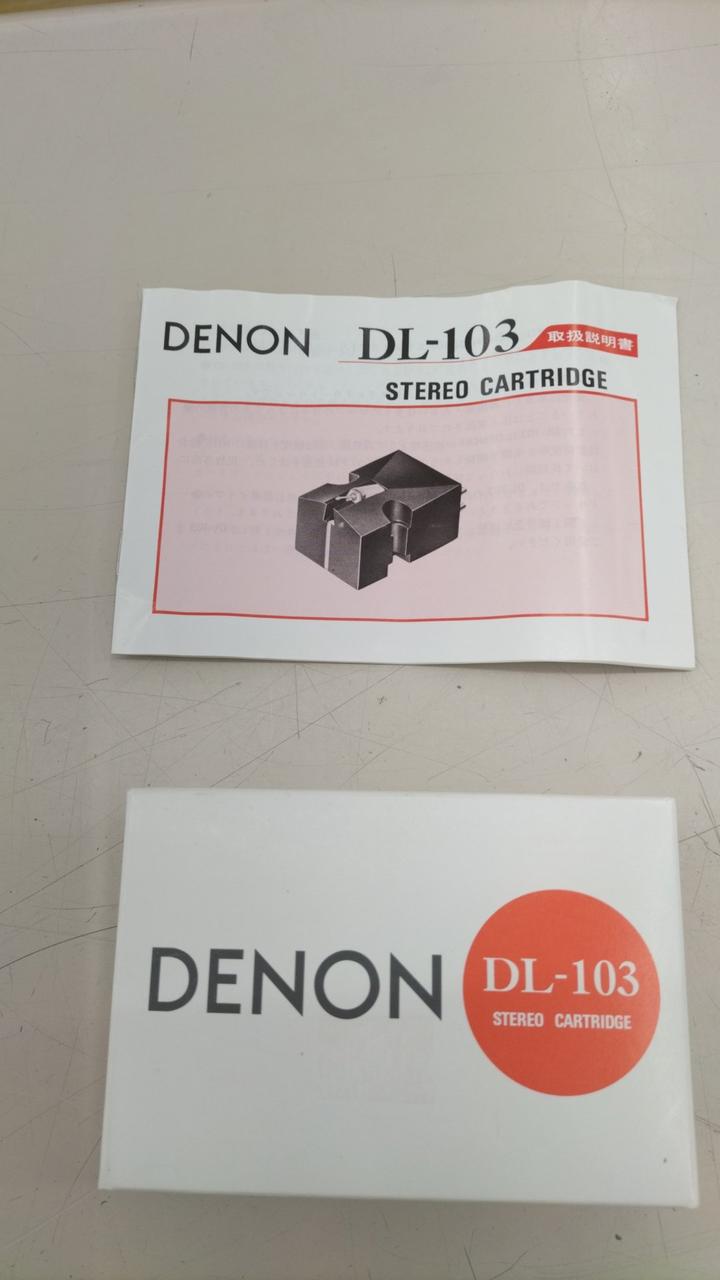 DENON DL-103 取扱説明書
STEREO CARTRIDGE
DENON DL-103
STEREO CARTRIDGE